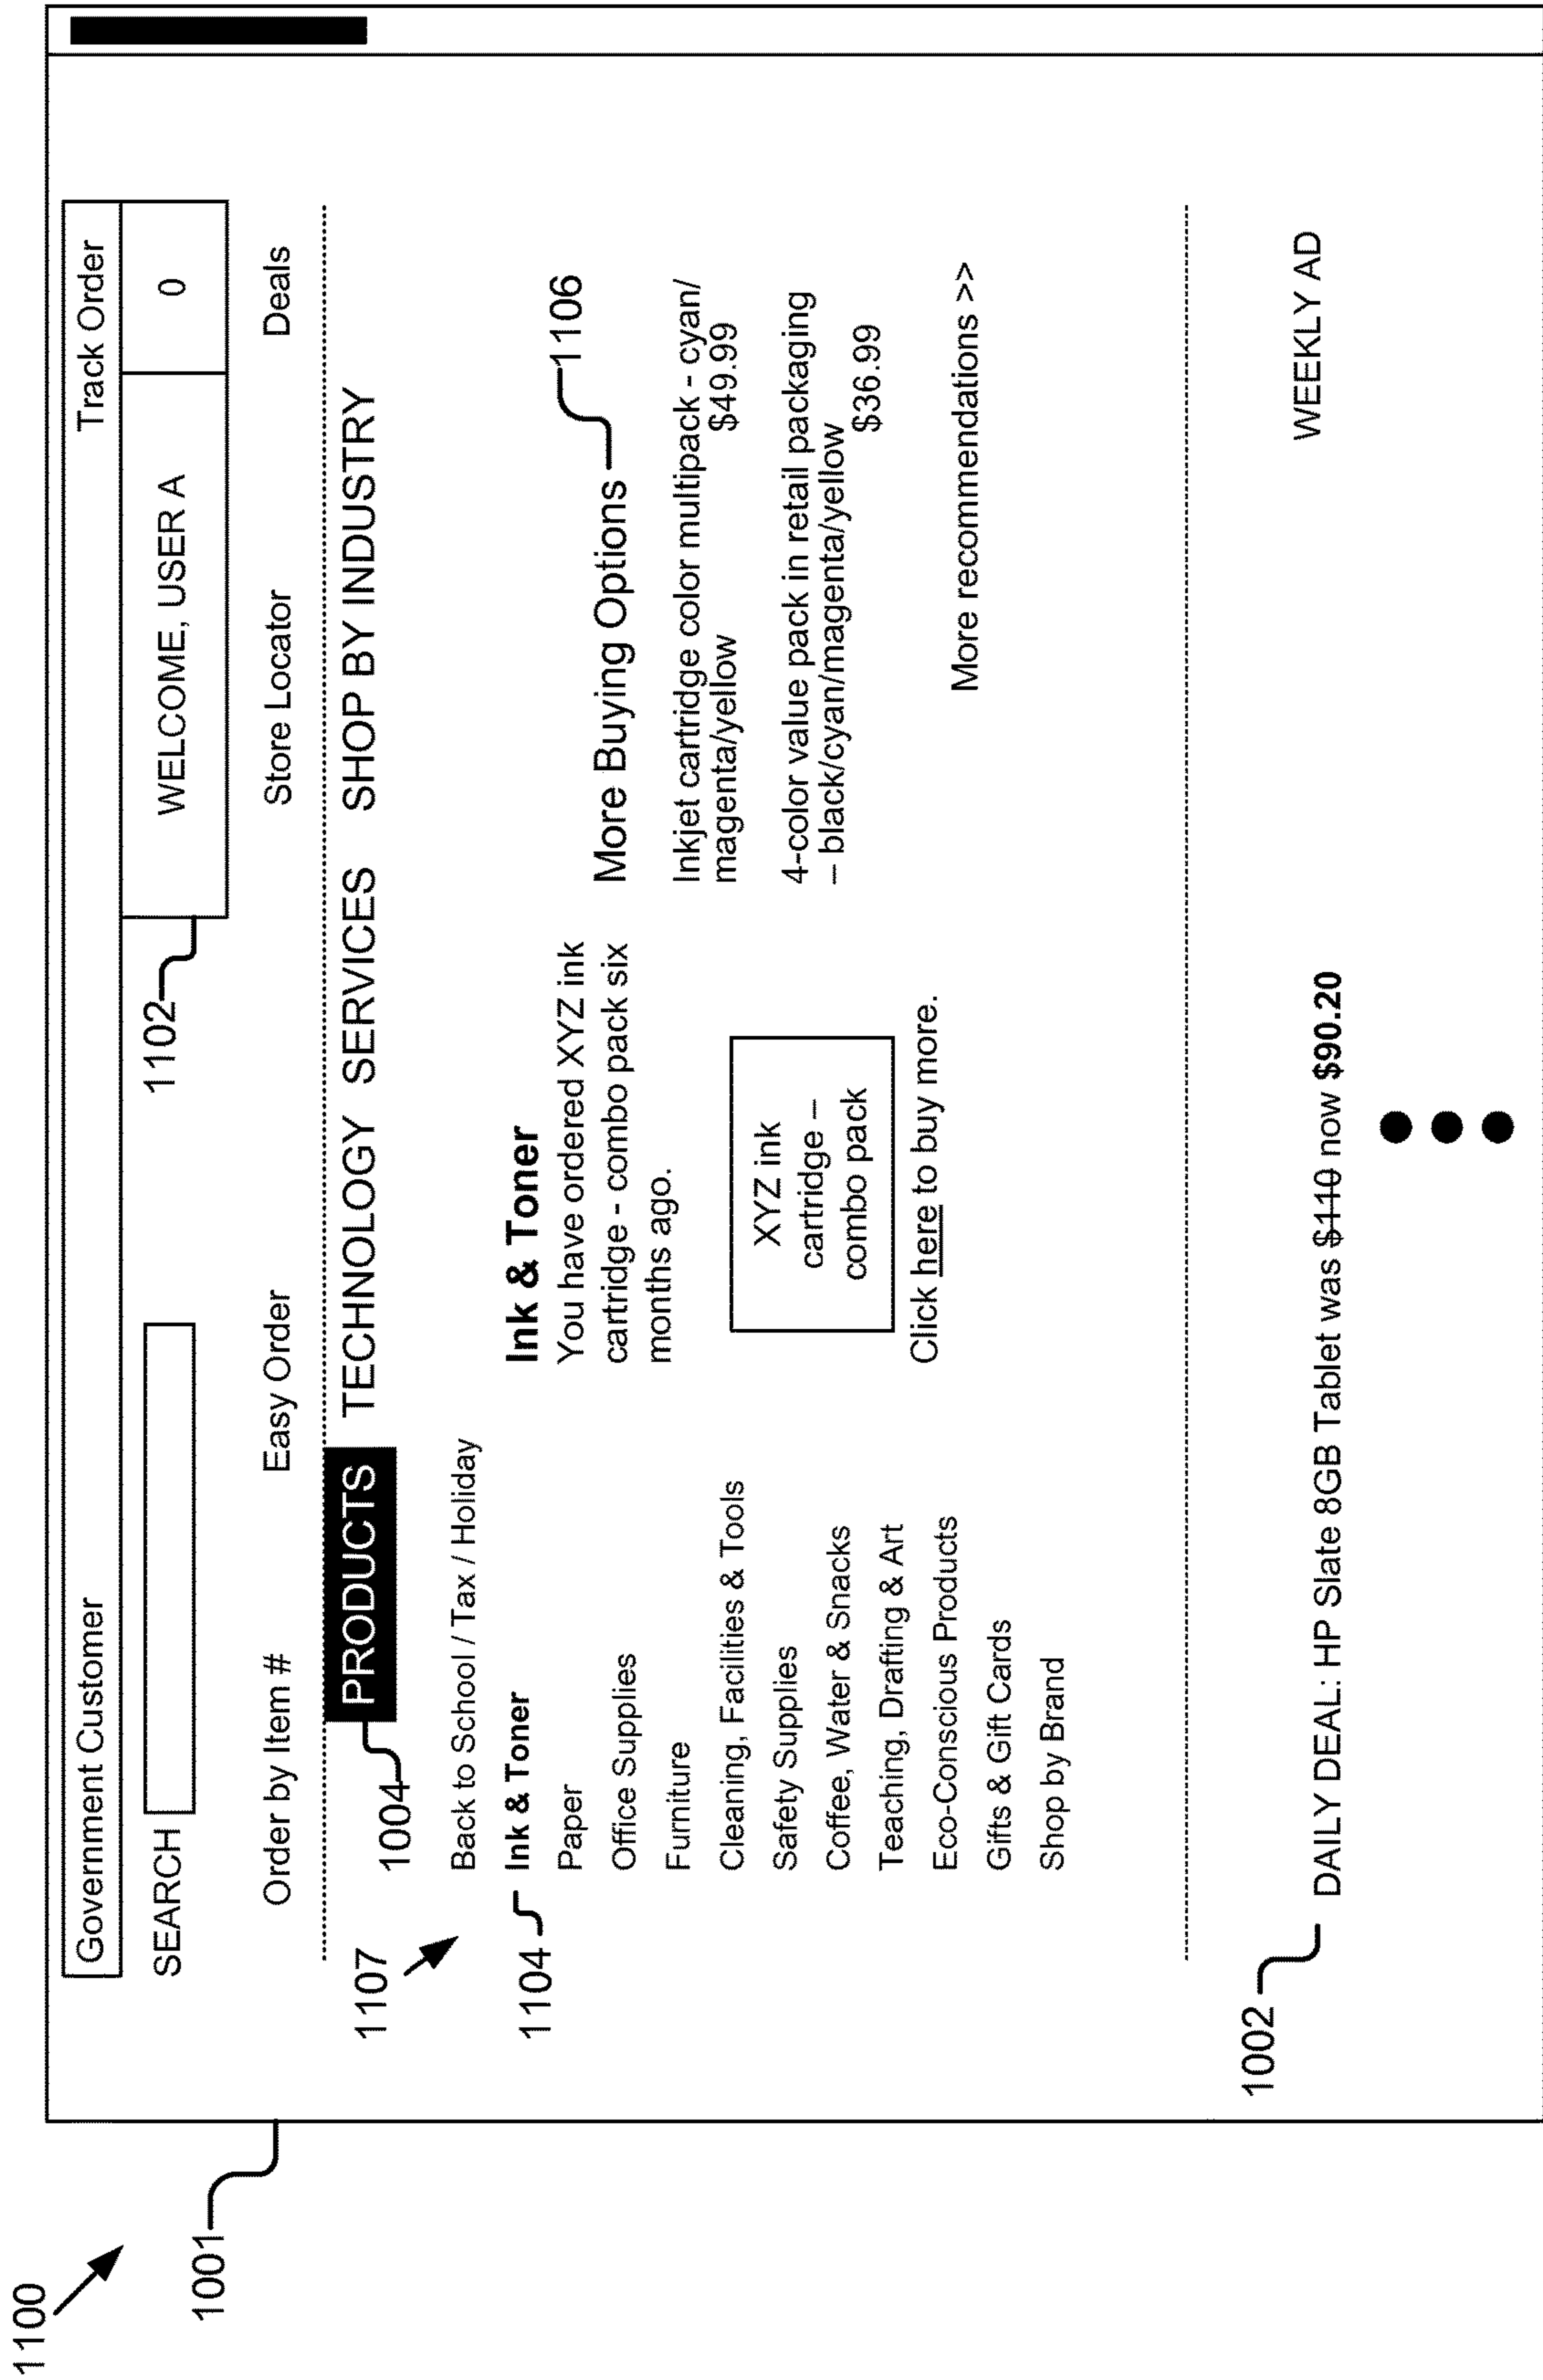 1100
1001
Government Customer Track Order
SEARCH 1102 WELCOME, USER A 0
Order by Item # Easy Order Store Locator Deals
PRODUCTS TECHNOLOGY SERVICES SHOP BY INDUSTRY
1004
1107
Back to School / Tax / Holiday
1104
Ink & Toner
Paper
Office Supplies
Furniture
Cleaning, Facilities & Tools
Safety Supplies
Coffee, Water & Snacks
Teaching, Drafting & Art
Eco-Conscious Products
Gifts & Gift Cards
Shop by Brand
Ink & Toner
You have ordered XYZ ink
cartridge - combo pack six
months ago.
XYZ ink
cartridge –
combo pack
Click here to buy more.
More Buying Options
1106
Inkjet cartridge color multipack - cyan/
magenta/yellow $49.99
4-color value pack in retail packaging
– black/cyan/magenta/yellow
$36.99
More recommendations >>
WEEKLY AD
1002
DAILY DEAL: HP Slate 8GB Tablet was $110 now $90.20